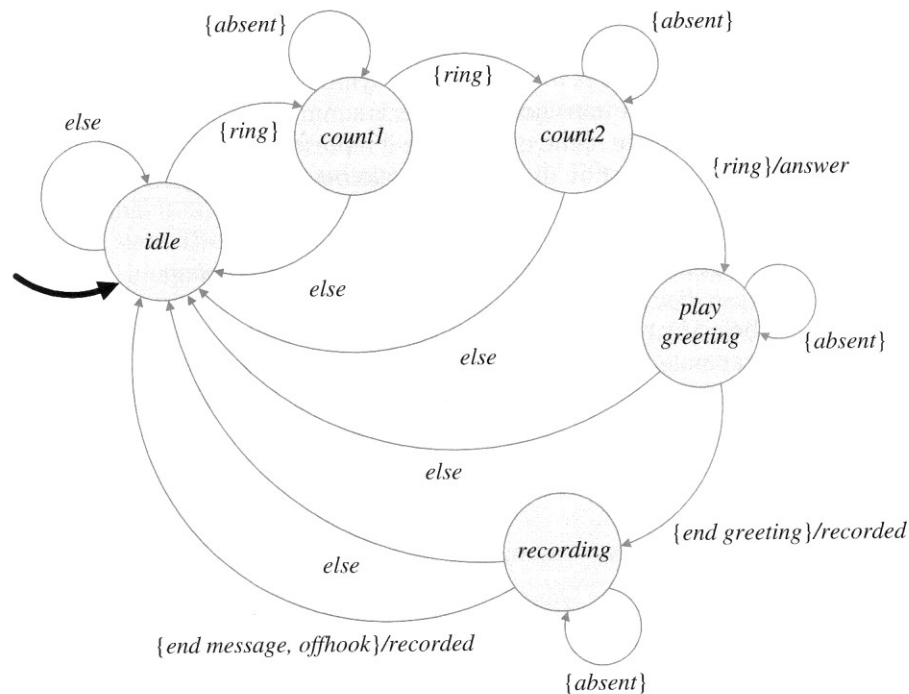 {absent}
{absent}
{ring}
else
{ring}
count1
count2
{ring}/answer
idle
else
play
greeting
{absent}
else
else
{end greeting}/recorded
recording
else
{end message, offhook}/recorded
{absent}